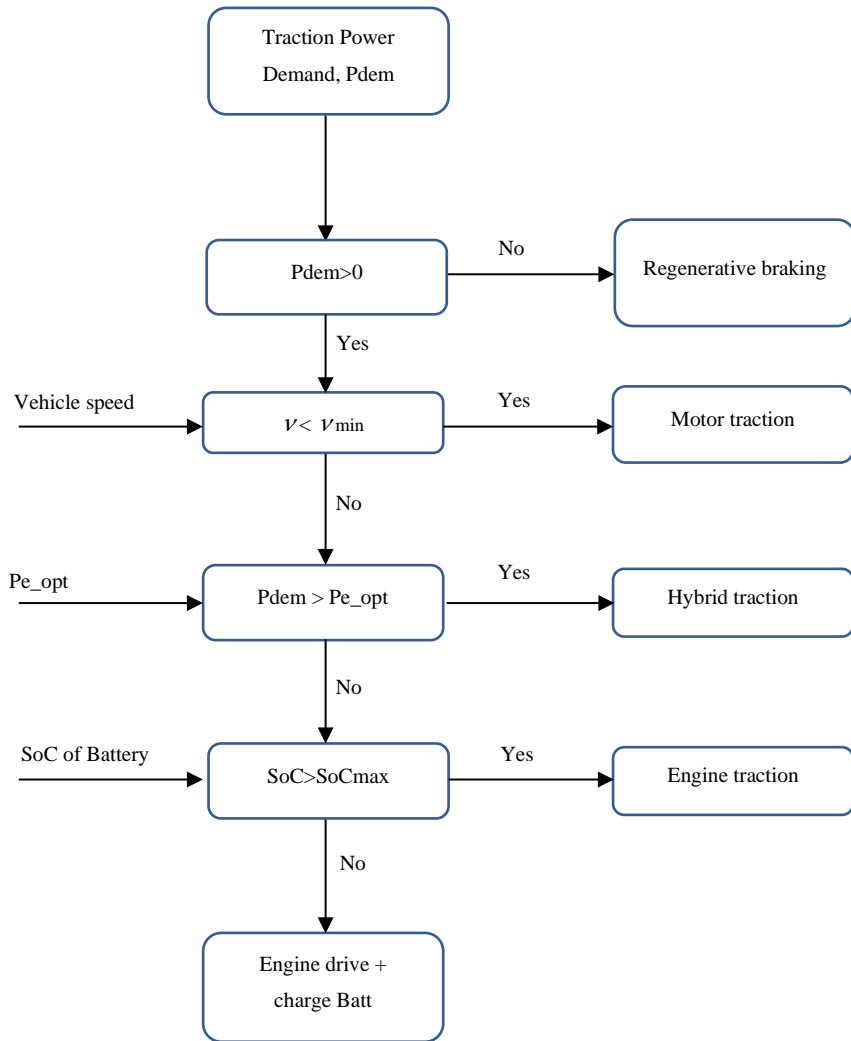 Traction Power
Demand, Pdem
Pdem>0
No
Regenerative braking
Yes
Vehicle speed
ν < ν min
Yes
Motor traction
No
Pe_opt
Pdem > Pe_opt
Yes
Hybrid traction
No
SoC of Battery
SoC>SoCmax
Yes
Engine traction
No
Engine drive +
charge Batt